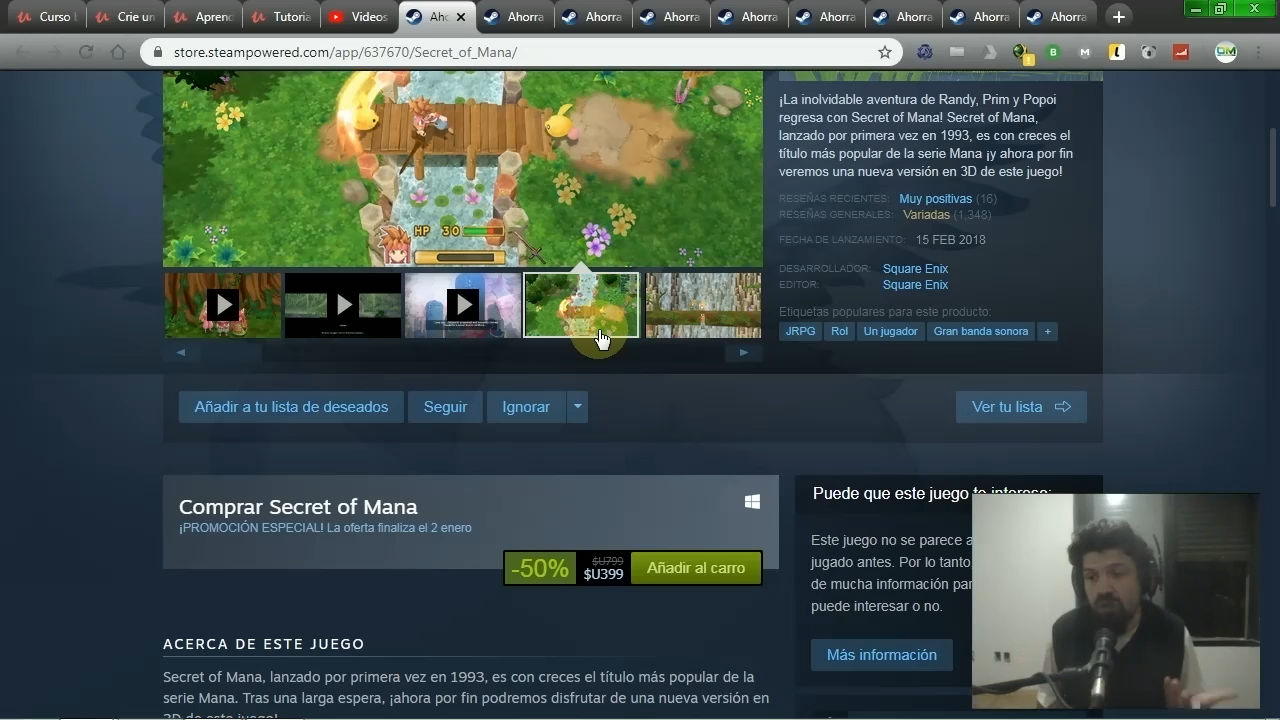 Curso
Crie un
Aprend
Tutoria
Videos
Aho
Ahorra
Ahorra
Ahorra
Ahorra
Ahorra
Ahorra
Ahorra
Ahorra
store.steampowered.com/app/637670/Secret_of_Mana/
HP 30
¡La inolvidable aventura de Randy, Prim y Popoi
regresa con Secret of Mana! Secret of Mana,
lanzado por primera vez en 1993, es con creces el
título más popular de la serie Mana ¡y ahora por fin
veremos una nueva versión en 3D de este juego!
RESEÑAS RECIENTES: Muy positivas (16)
RESEÑAS GENERALES: Variadas (1,348)
FECHA DE LANZAMIENTO: 15 FEB 2018
DESARROLLADOR: Square Enix
EDITOR: Square Enix
Etiquetas populares para este producto:
JRPG Rol Un jugador Gran banda sonora +
Añadir a tu lista de deseados Seguir Ignorar Ver tu lista
Comprar Secret of Mana
¡PROMOCIÓN ESPECIAL! La oferta finaliza el 2 enero
-50% $U799 $U399 Añadir al carro
Puede que este juego te interese:
Este juego no se parece a
jugado antes. Por lo tanto
de mucha información par
puede interesar o no.
Más información
ACERCA DE ESTE JUEGO
Secret of Mana, lanzado por primera vez en 1993, es con creces el título más popular de la
serie Mana. Tras una larga espera, ¡ahora por fin podremos disfrutar de una nueva versión en
3D de este juego!